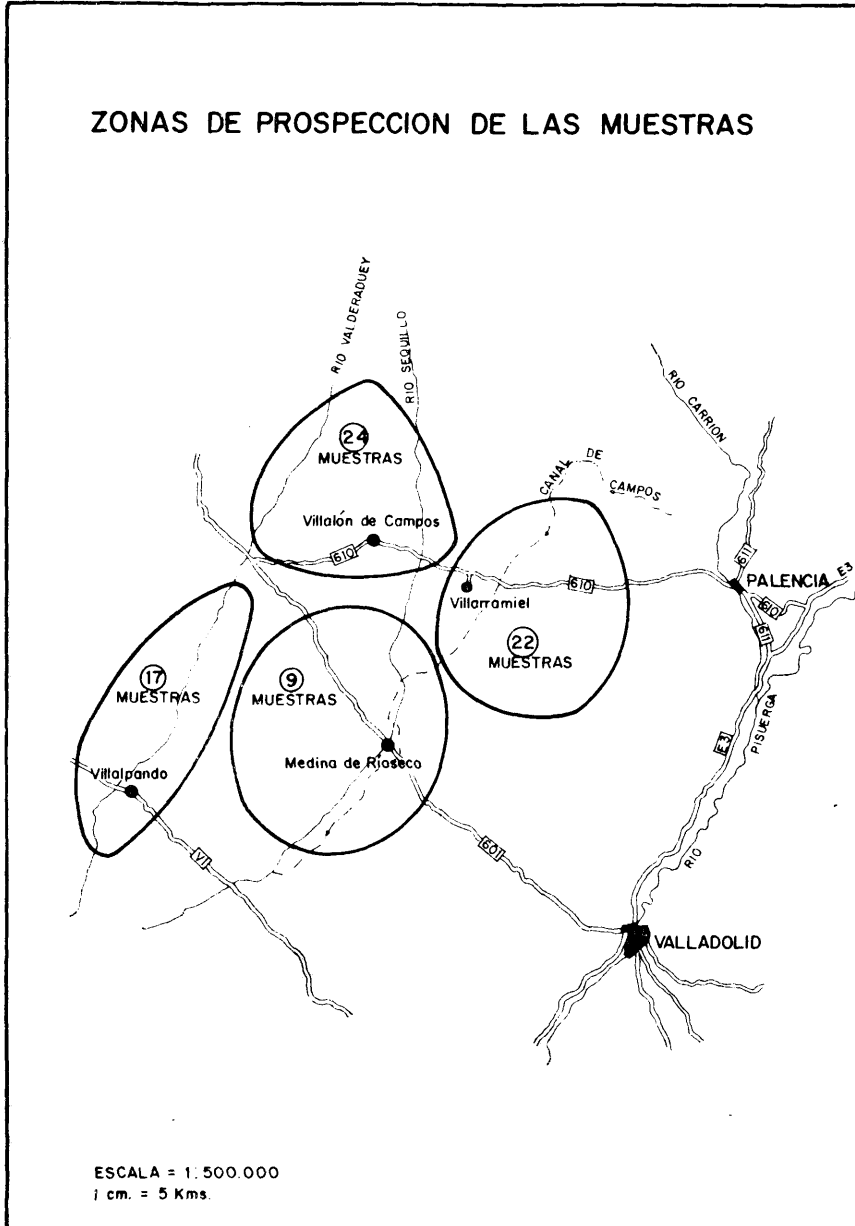 ZONAS DE PROSPECCION DE LAS MUESTRAS
RIO VALDERADUEY
RIO SEQUILLO
RIO CARRION
24
MUESTRAS
CANAL DE CAMPOS
Villalón de Campos
610
Villarramiel
610
611
PALENCIA
E3
610
611
22
MUESTRAS
17
MUESTRAS
9
MUESTRAS
Medina de Rioseco
Villalpando
E3
RIO PISUERGA
VI
601
VALLADOLID
ESCALA = 1:500.000
1 cm. = 5 Kms.